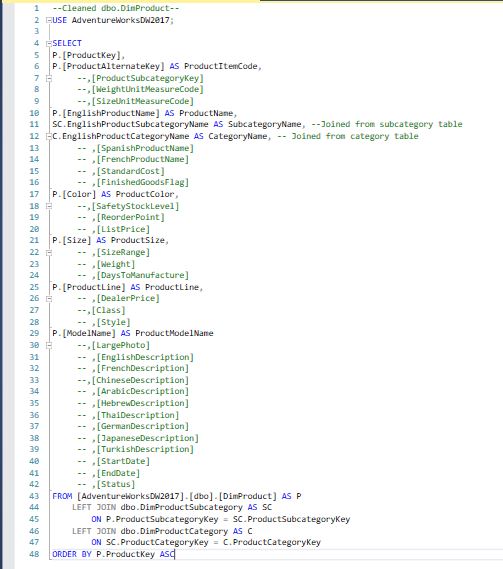 1 --Cleaned dbo.DimProduct--
2 USE AdventureWorksDW2017;
3
4 SELECT
5 P.[ProductKey],
6 P.[ProductAlternateKey] AS ProductItemCode,
7 --,[ProductSubcategoryKey]
8 --,[WeightUnitMeasureCode]
9 --,[SizeUnitMeasureCode]
10 P.[EnglishProductName] AS ProductName,
11 SC.EnglishProductSubcategoryName AS SubcategoryName, --Joined from subcategory table
12 C.EnglishProductCategoryName AS CategoryName, -- Joined from category table
13 -- ,[SpanishProductName]
14 -- ,[FrenchProductName]
15 -- ,[StandardCost]
16 -- ,[FinishedGoodsFlag]
17 P.[Color] AS ProductColor,
18 --,[SafetyStockLevel]
19 -- ,[ReorderPoint]
20 -- ,[ListPrice]
21 P.[Size] AS ProductSize,
22 -- ,[SizeRange]
23 -- ,[Weight]
24 -- ,[DaysToManufacture]
25 P.[ProductLine] AS ProductLine,
26 -- ,[DealerPrice]
27 --,[Class]
28 -- ,[Style]
29 P.[ModelName] AS ProductModelName
30 --,[LargePhoto]
31 -- ,[EnglishDescription]
32 -- ,[FrenchDescription]
33 --,[ChineseDescription]
34 -- ,[ArabicDescription]
35 -- ,[HebrewDescription]
36 -- ,[ThaiDescription]
37 -- ,[GermanDescription]
38 -- ,[JapaneseDescription]
39 -- ,[TurkishDescription]
40 -- ,[StartDate]
41 -- ,[EndDate]
42 -- ,[Status]
43 FROM [AdventureWorksDW2017].[dbo].[DimProduct] AS P
44 LEFT JOIN dbo.DimProductSubcategory AS SC
45 ON P.ProductSubcategoryKey = SC.ProductSubcategoryKey
46 LEFT JOIN dbo.DimProductCategory AS C
47 ON SC.ProductCategoryKey = C.ProductCategoryKey
48 ORDER BY P.ProductKey ASC